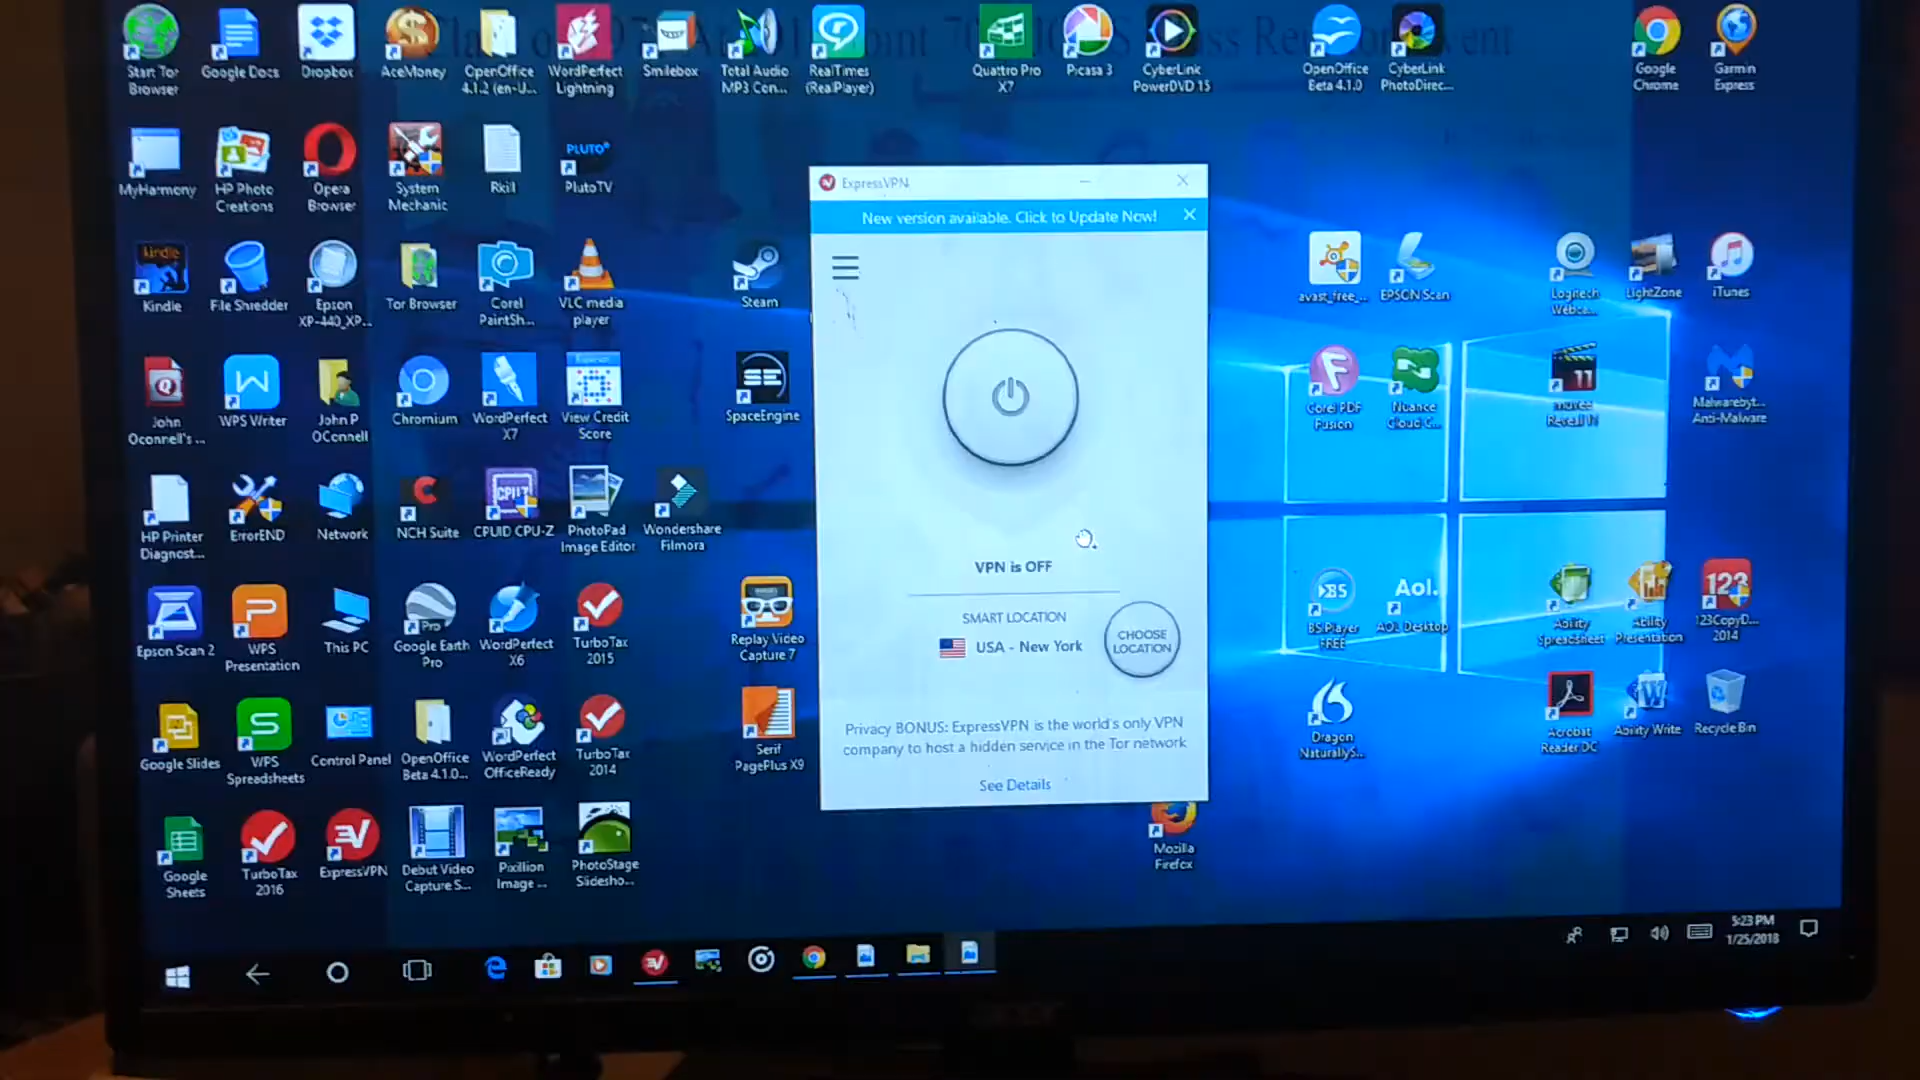 Start Tor
Browser
Google Docs
Dropbox
AceMoney
OpenOffice
4.1.2 (en-U...
WordPerfect
Lightning
Smilebox
Total Audio
MP3 Con...
RealTimes
(RealPlayer)
Quattro Pro
X7
Picasa 3
CyberLink
PowerDVD 15
OpenOffice
Beta 4.1.0
CyberLink
PhotoDirec...
Google
Chrome
Garmin
Express
MyHarmony
HP Photo
Creations
Opera
Browser
System
Mechanic
Rkill
PLUTO
PlutoTV
kindle
Kindle
File Shredder
Epson
XP-440_XP...
Tor Browser
Corel
PaintSh...
VLC media
player
Steam
avast_free_...
EPSON Scan
Logitech
Webca...
LightZone
iTunes
John
Oconnell's ...
WPS Writer
John P
OConnell
Chromium
WordPerfect
X7
View Credit
Score
SE
SpaceEngine
Corel PDF
Fusion
Nuance
Cloud C...
11
muvee
Reveal 11
Malwarebyt...
Anti-Malware
HP Printer
Diagnost...
ErrorEND
Network
NCH Suite
CPUID CPU-Z
PhotoPad
Image Editor
Wondershare
Filmora
Epson Scan 2
WPS
Presentation
This PC
Pro
Google Earth
Pro
WordPerfect
X6
TurboTax
2015
Replay Video
Capture 7
BS
BS.Player
FREE
Aol.
AOL Desktop
Ability
Spreadsheet
Ability
Presentation
123
123CopyD...
2014
Google Slides
WPS
Spreadsheets
Control Panel
OpenOffice
Beta 4.1.0...
WordPerfect
OfficeReady
TurboTax
2014
Serif
PagePlus X9
Dragon
NaturallyS...
Acrobat
Reader DC
Ability Write
Recycle Bin
Google
Sheets
TurboTax
2016
ExpressVPN
Debut Video
Capture S...
Pixillion
Image ...
PhotoStage
Slidesho...
Mozilla
Firefox
ExpressVPN
New version available. Click to Update Now!
VPN is OFF
SMART LOCATION
USA - New York
CHOOSE
LOCATION
Privacy BONUS: ExpressVPN is the world's only VPN
company to host a hidden service in the Tor network
See Details
5:23 PM
1/25/2018
acer